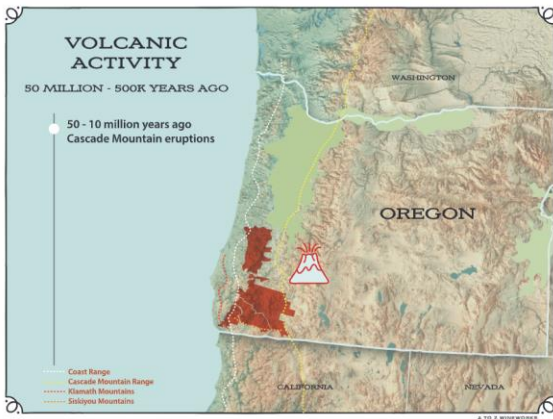 VOLCANIC
ACTIVITY
50 MILLION - 500K YEARS AGO
50 - 10 million years ago
Cascade Mountain eruptions
WASHINGTON
OREGON
Coast Range
Cascade Mountain Range
Klamath Mountains
Siskiyou Mountains
CALIFORNIA
NEVADA